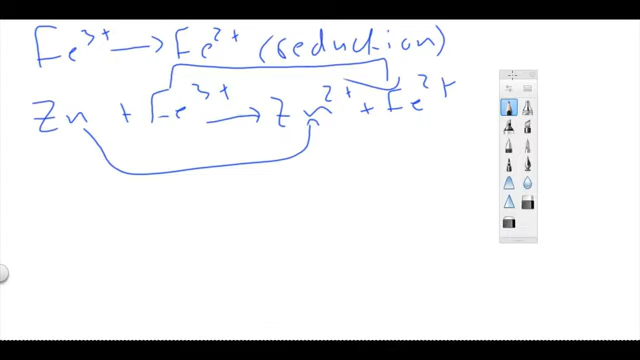 Fe³⁺ → Fe²⁺ (reduction)
Zn + Fe³⁺ → Zn²⁺ + Fe²⁺